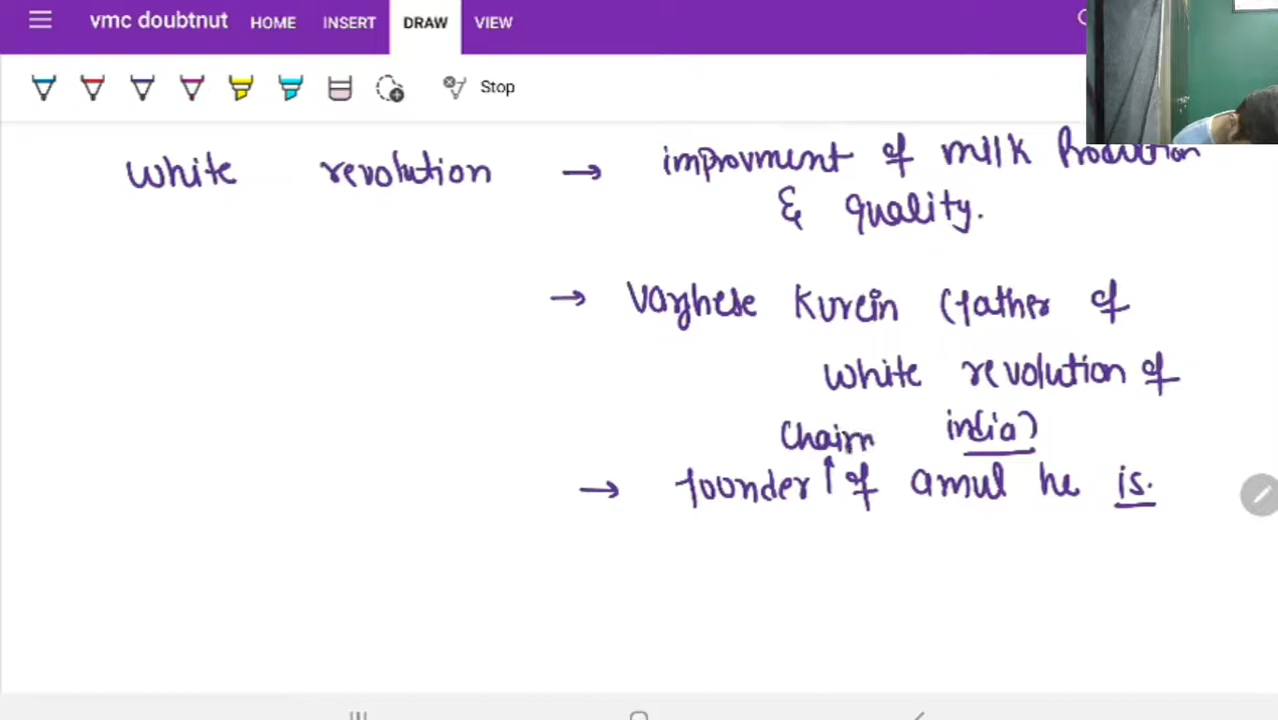 vmc doubtnut HOME INSERT DRAW VIEW
Stop
white revolution → improvment of milk Production
& quality.
→ Varghese Kurein (father of
white revolution of
Chairm india)
→ founder ↑ of amul he is.